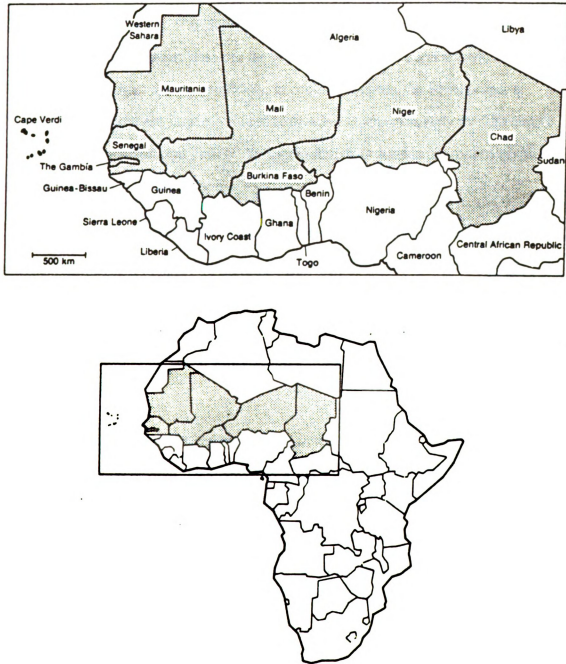 Western
Sahara
Algeria
Libya
Mauritania
Mali
Niger
Chad
Cape Verdi
Senegal
Sudan
The Gambía
Burkina Faso
Guinea-Bissau
Guinea
Benin
Nigeria
Sierra Leone
Ivory Coast
Ghana
Liberia
Togo
Cameroon
Central African Republic
500 km